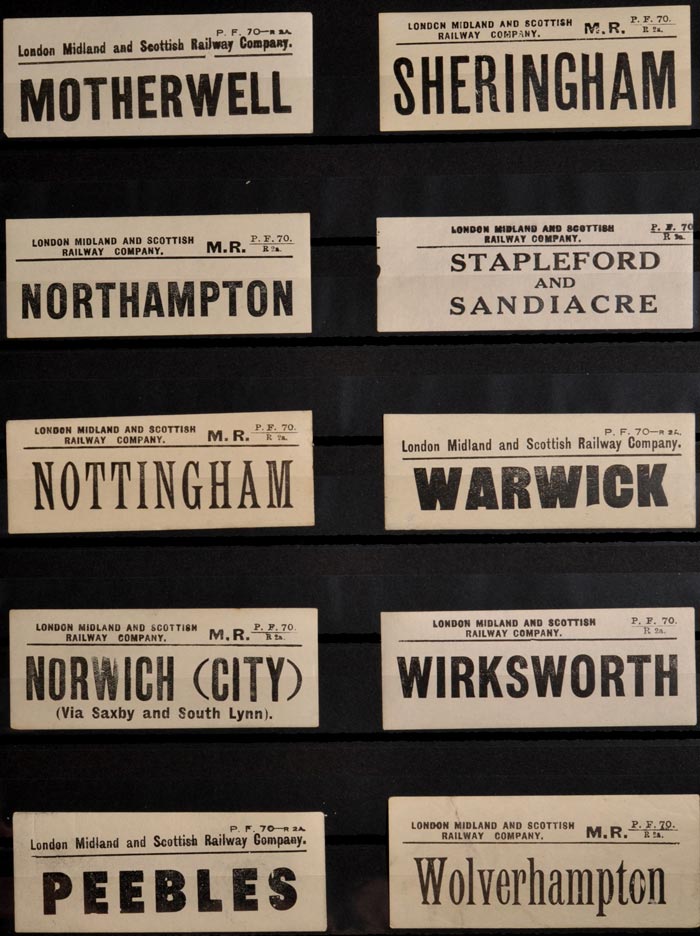 P. F. 70—R 2A.
London Midland and Scottish Railway Company.
MOTHERWELL
LONDON MIDLAND AND SCOTTISH
RAILWAY COMPANY.
M.R. P. F. 70.
R 2a.
NORTHAMPTON
LONDON MIDLAND AND SCOTTISH
RAILWAY COMPANY.
M.R. P. F. 70.
R 2a.
NOTTINGHAM
LONDON MIDLAND AND SCOTTISH
RAILWAY COMPANY.
M.R. P. F. 70.
R 2a.
NORWICH (CITY)
(Via Saxby and South Lynn).
P. F. 70—R 2A.
London Midland and Scottish Railway Company.
PEEBLES
LONDON MIDLAND AND SCOTTISH
RAILWAY COMPANY.
M.R. P. F. 70.
R 2a.
SHERINGHAM
LONDON MIDLAND AND SCOTTISH
RAILWAY COMPANY.
P. F. 70
R 2a.
STAPLEFORD
AND
SANDIACRE
P. F. 70—R 2A.
London Midland and Scottish Railway Company.
WARWICK
LONDON MIDLAND AND SCOTTISH
RAILWAY COMPANY.
P. F. 70.
R 2a.
WIRKSWORTH
LONDON MIDLAND AND SCOTTISH
RAILWAY COMPANY.
M.R. P. F. 70.
R 2a.
Wolverhampton